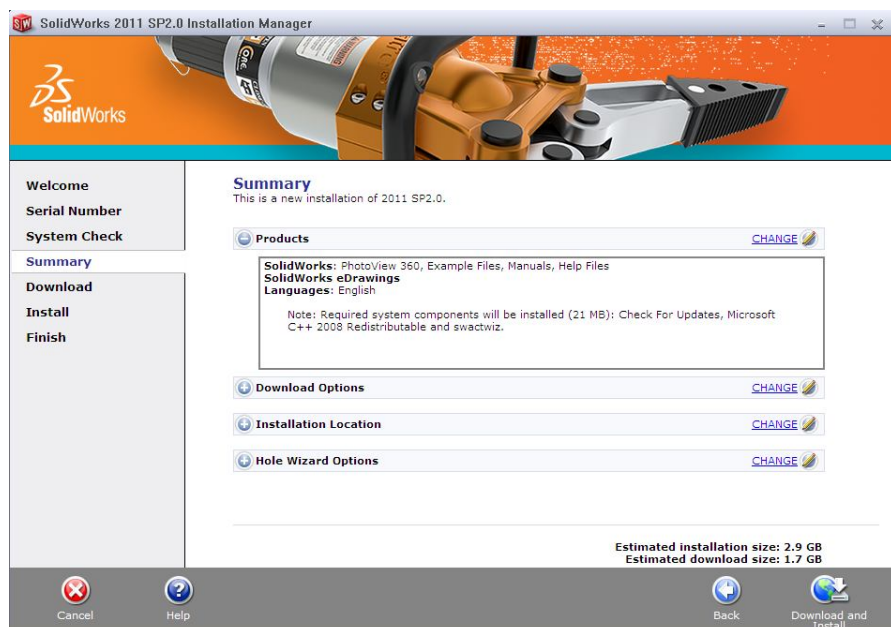 SolidWorks 2011 SP2.0 Installation Manager
SolidWorks
Welcome
Serial Number
System Check
Summary
Download
Install
Finish
Summary
This is a new installation of 2011 SP2.0.
Products
CHANGE
SolidWorks: PhotoView 360, Example Files, Manuals, Help Files
SolidWorks eDrawings
Languages: English
Note: Required system components will be installed (21 MB): Check For Updates, Microsoft
C++ 2008 Redistributable and swactwiz.
Download Options
CHANGE
Installation Location
CHANGE
Hole Wizard Options
CHANGE
Estimated installation size: 2.9 GB
Estimated download size: 1.7 GB
Cancel
Help
Back
Download and
Install